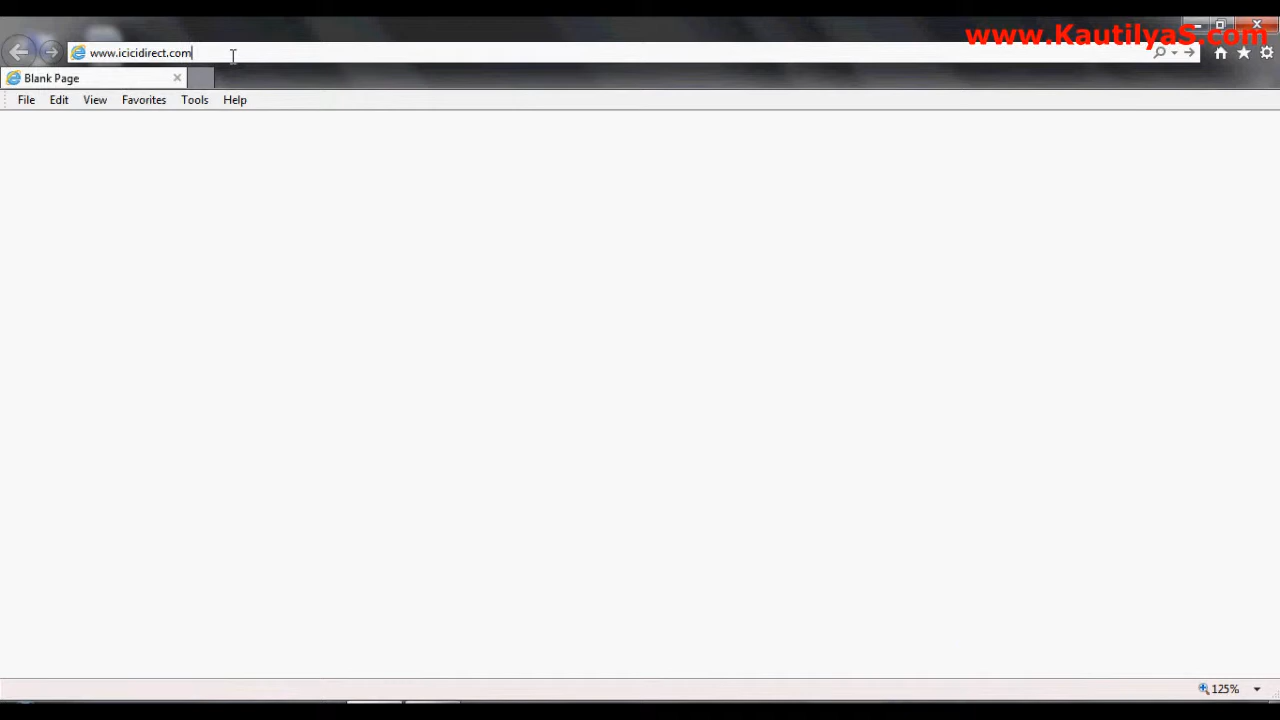 www.KautilyaS.com
www.icicidirect.com
Blank Page
File Edit View Favorites Tools Help
125%